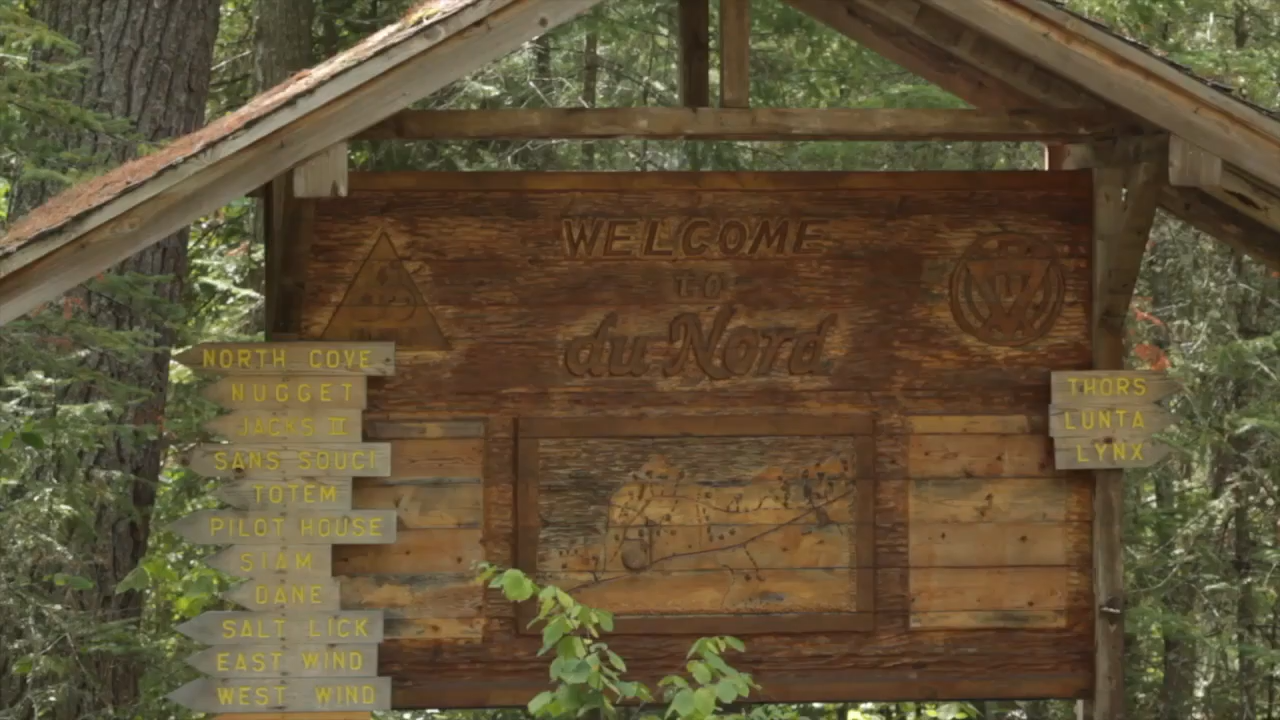 WELCOME
TO
du Nord
NORTH COVE
NUGGET
JACKS II
SANS SOUCI
TOTEM
PILOT HOUSE
SIAM
DANE
SALT LICK
EAST WIND
WEST WIND
THORS
LUNTA
LYNX